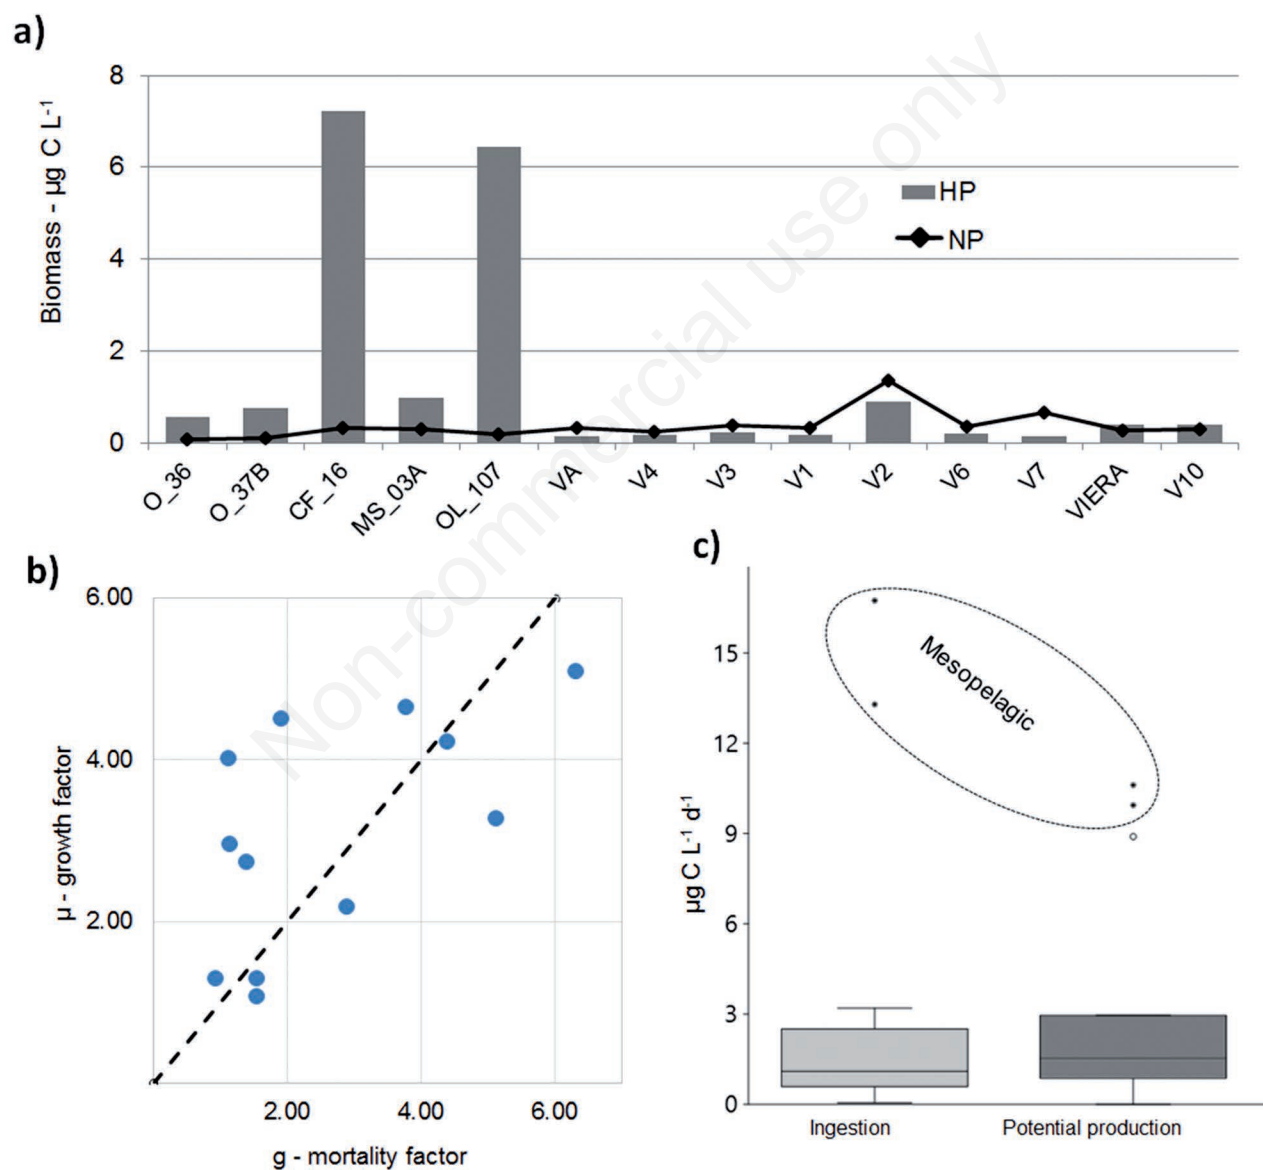 a)
Biomass - µg C L-1
8
6
4
2
0
HP
NP
O_36
O_37B
CF_16
MS_03A
OL_107
VA
V4
V3
V1
V2
V6
V7
VIERA
V10
Non-commercial use only
b)
µ - growth factor
6.00
4.00
2.00
2.00
4.00
6.00
g - mortality factor
c)
µg C L-1 d-1
15
12
9
6
3
0
Mesopelagic
Ingestion
Potential production